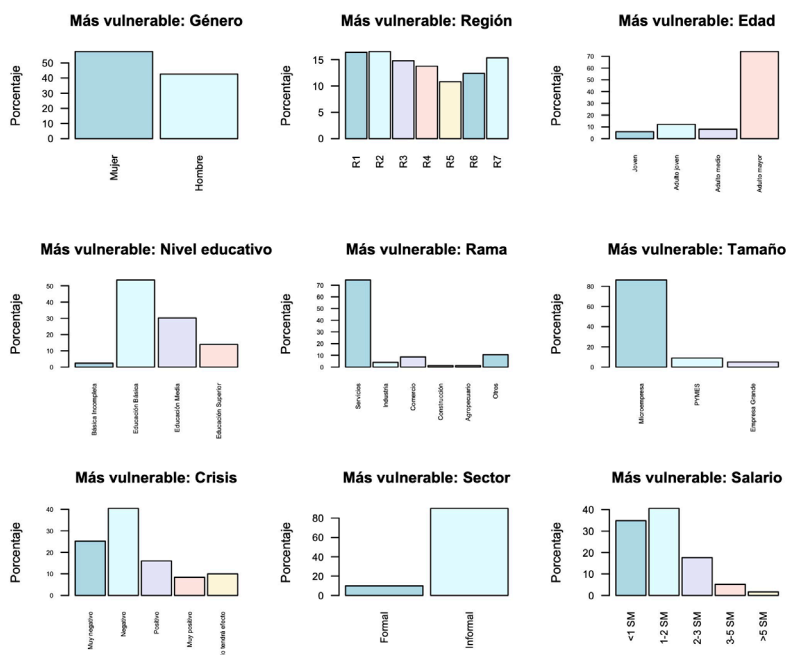 Más vulnerable: Género
Porcentaje
50
40
30
20
10
0
Mujer
Hombre
Más vulnerable: Región
Porcentaje
15
10
5
0
R1
R2
R3
R4
R5
R6
R7
Más vulnerable: Edad
Porcentaje
70
60
50
40
30
20
10
0
Joven
Adulto joven
Adulto medio
Adulto mayor
Más vulnerable: Nivel educativo
Porcentaje
50
40
30
20
10
0
Básica Incompleta
Educación Básica
Educación Media
Educación Superior
Más vulnerable: Rama
Porcentaje
70
60
50
40
30
20
10
0
Servicios
Industria
Comercio
Construcción
Agropecuario
Otros
Más vulnerable: Tamaño
Porcentaje
80
60
40
20
0
Microempresa
PYMES
Empresa Grande
Más vulnerable: Crisis
Porcentaje
40
30
20
10
0
Muy negativo
Negativo
Positivo
Muy positivo
lo tendrá efecto
Más vulnerable: Sector
Porcentaje
80
60
40
20
0
Formal
Informal
Más vulnerable: Salario
Porcentaje
40
30
20
10
0
<1 SM
1-2 SM
2-3 SM
3-5 SM
>5 SM